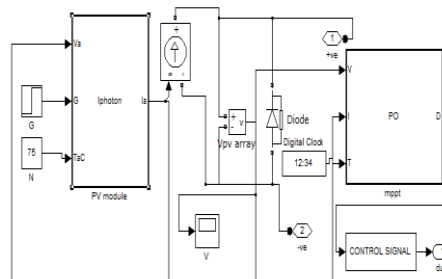 1
+ve
+
Va
V
Iphoton
Ia
G
G
I
PO
D
+
-
v
Diode
Vpv array
Digital Clock
75
N
TaC
12:34
T
PV module
mppt
V
2
-ve
CONTROL SIGNAL